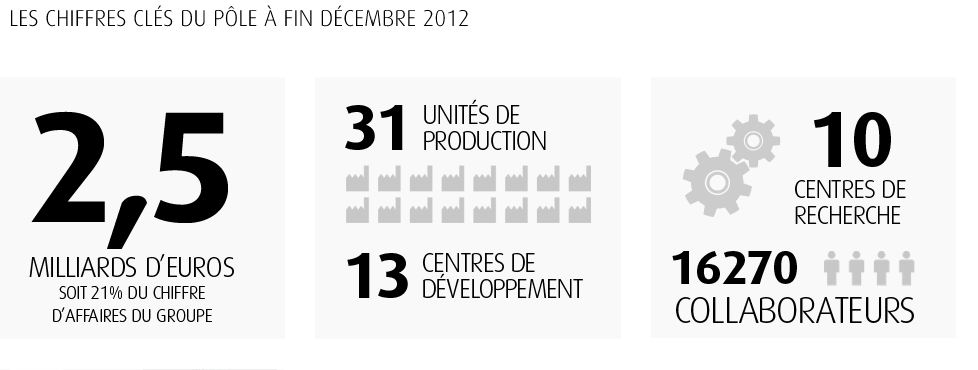 LES CHIFFRES CLÉS DU PÔLE À FIN DÉCEMBRE 2012
2,5
MILLIARDS D’EUROS
SOIT 21% DU CHIFFRE
D’AFFAIRES DU GROUPE
31 UNITÉS DE
PRODUCTION
13 CENTRES DE
DÉVELOPPEMENT
10
CENTRES DE
RECHERCHE
16270
COLLABORATEURS